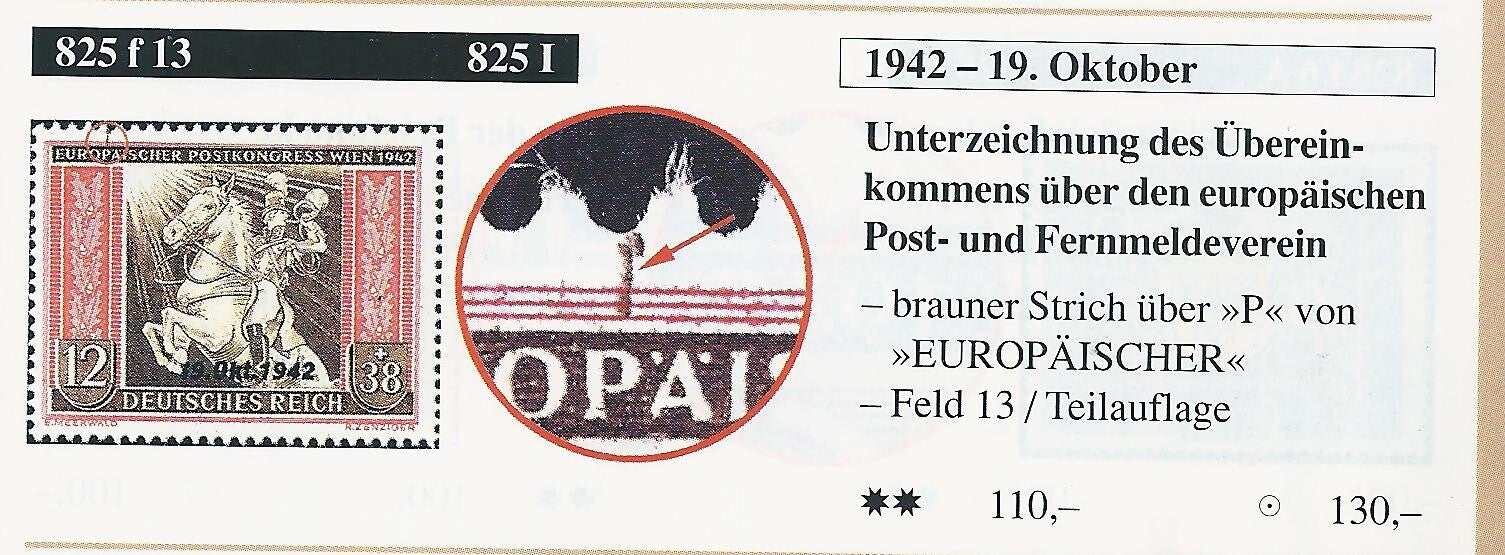 825 f 13 825 I
1942 – 19. Oktober
EUROPÄISCHER POSTKONGRESS WIEN 1942
12
+
38
19.Okt.1942
DEUTSCHES REICH
E.MEERWALD R.ZENZIGER
OPÄIS
Unterzeichnung des Überein-
kommens über den europäischen
Post- und Fernmeldeverein
– brauner Strich über »P« von
»EUROPÄISCHER«
– Feld 13 / Teilauflage
✷✷ 110,– ⊙ 130,–